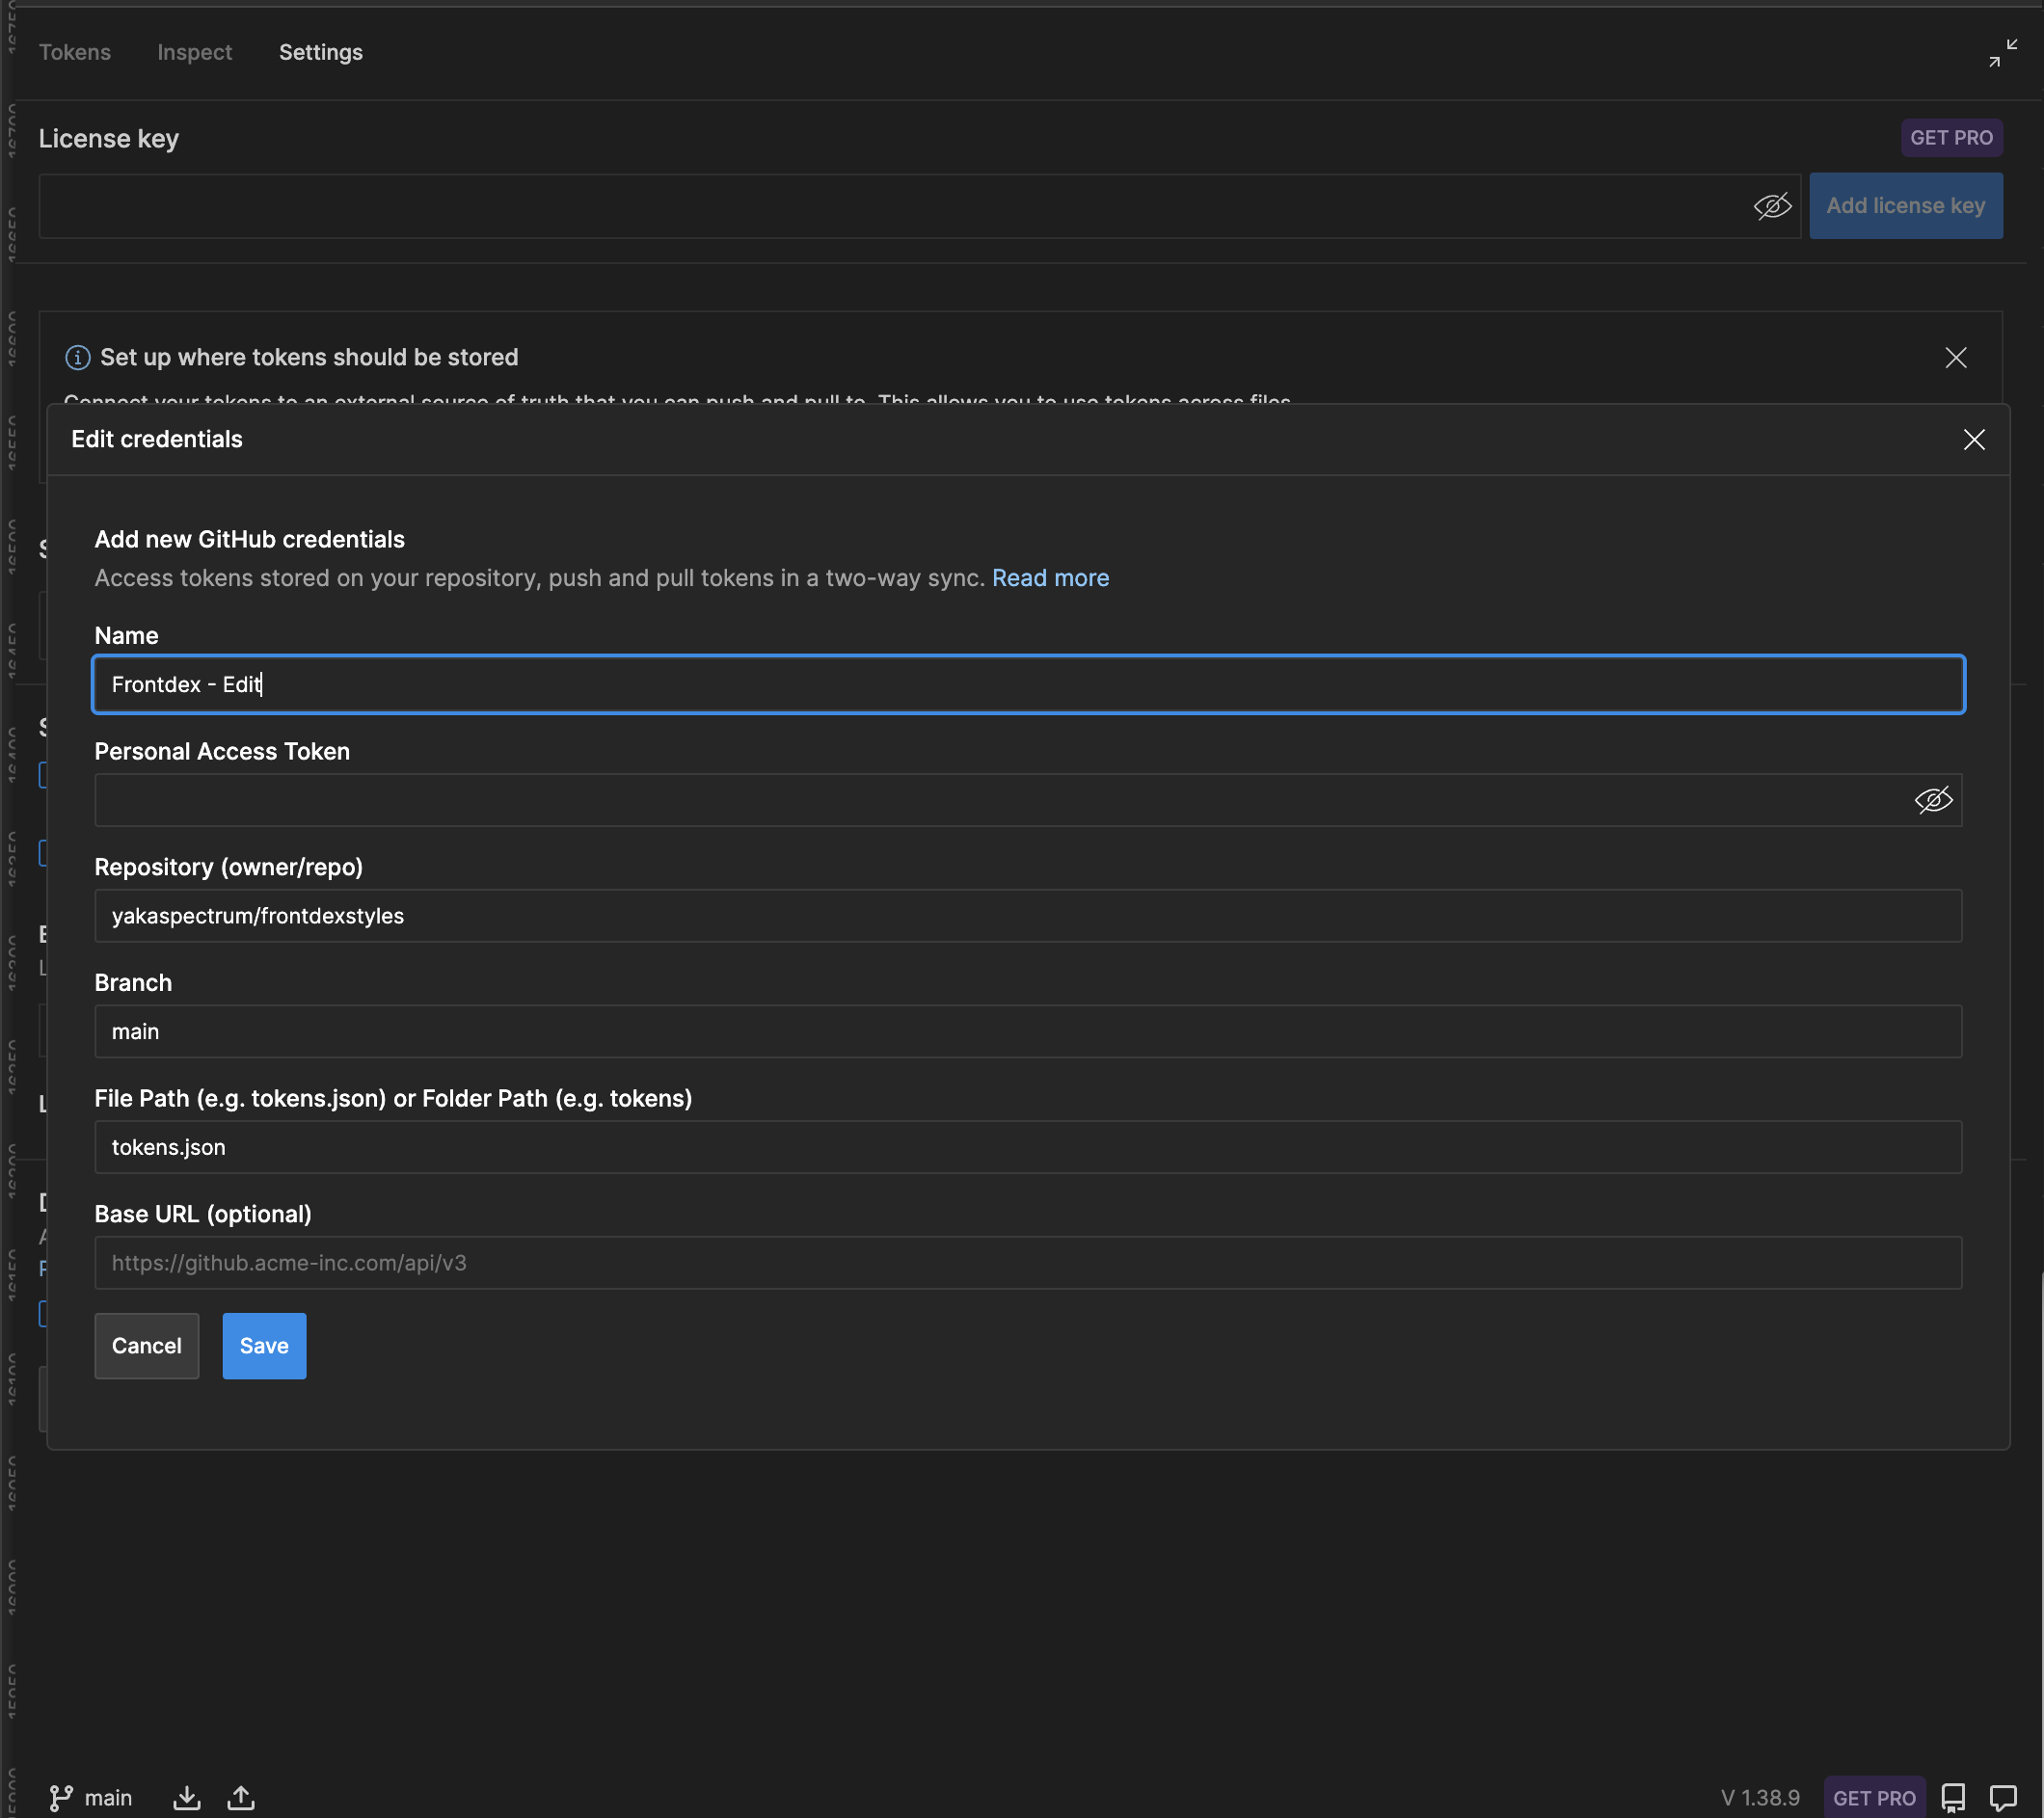 Tokens
Inspect
Settings
License key
GET PRO
Add license key
Set up where tokens should be stored
Connect your tokens to an external source of truth that you can push and pull to. This allows you to use tokens across files.
Edit credentials
Add new GitHub credentials
Access tokens stored on your repository, push and pull tokens in a two-way sync. Read more
Name
Frontdex - Edit
Personal Access Token
Repository (owner/repo)
yakaspectrum/frontdexstyles
Branch
main
File Path (e.g. tokens.json) or Folder Path (e.g. tokens)
tokens.json
Base URL (optional)
https://github.acme-inc.com/api/v3
Cancel
Save
main
V 1.38.9
GET PRO